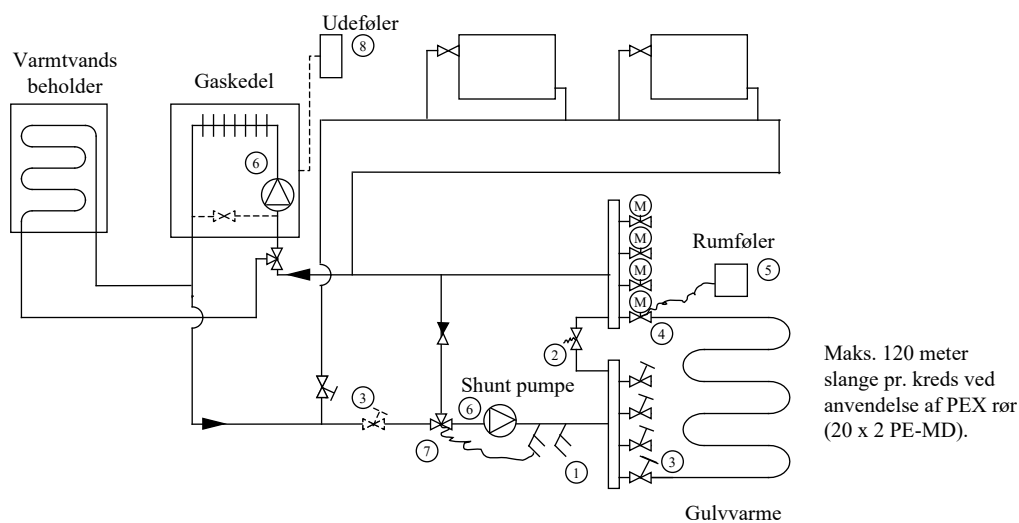 Udeføler
8
Varmtvands
beholder
Gaskedel
6
M
M
M
M
Rumføler
5
4
2
Shunt pumpe
3
6
7
1
3
Maks. 120 meter
slange pr. kreds ved
anvendelse af PEX rør
(20 x 2 PE-MD).
Gulvvarme